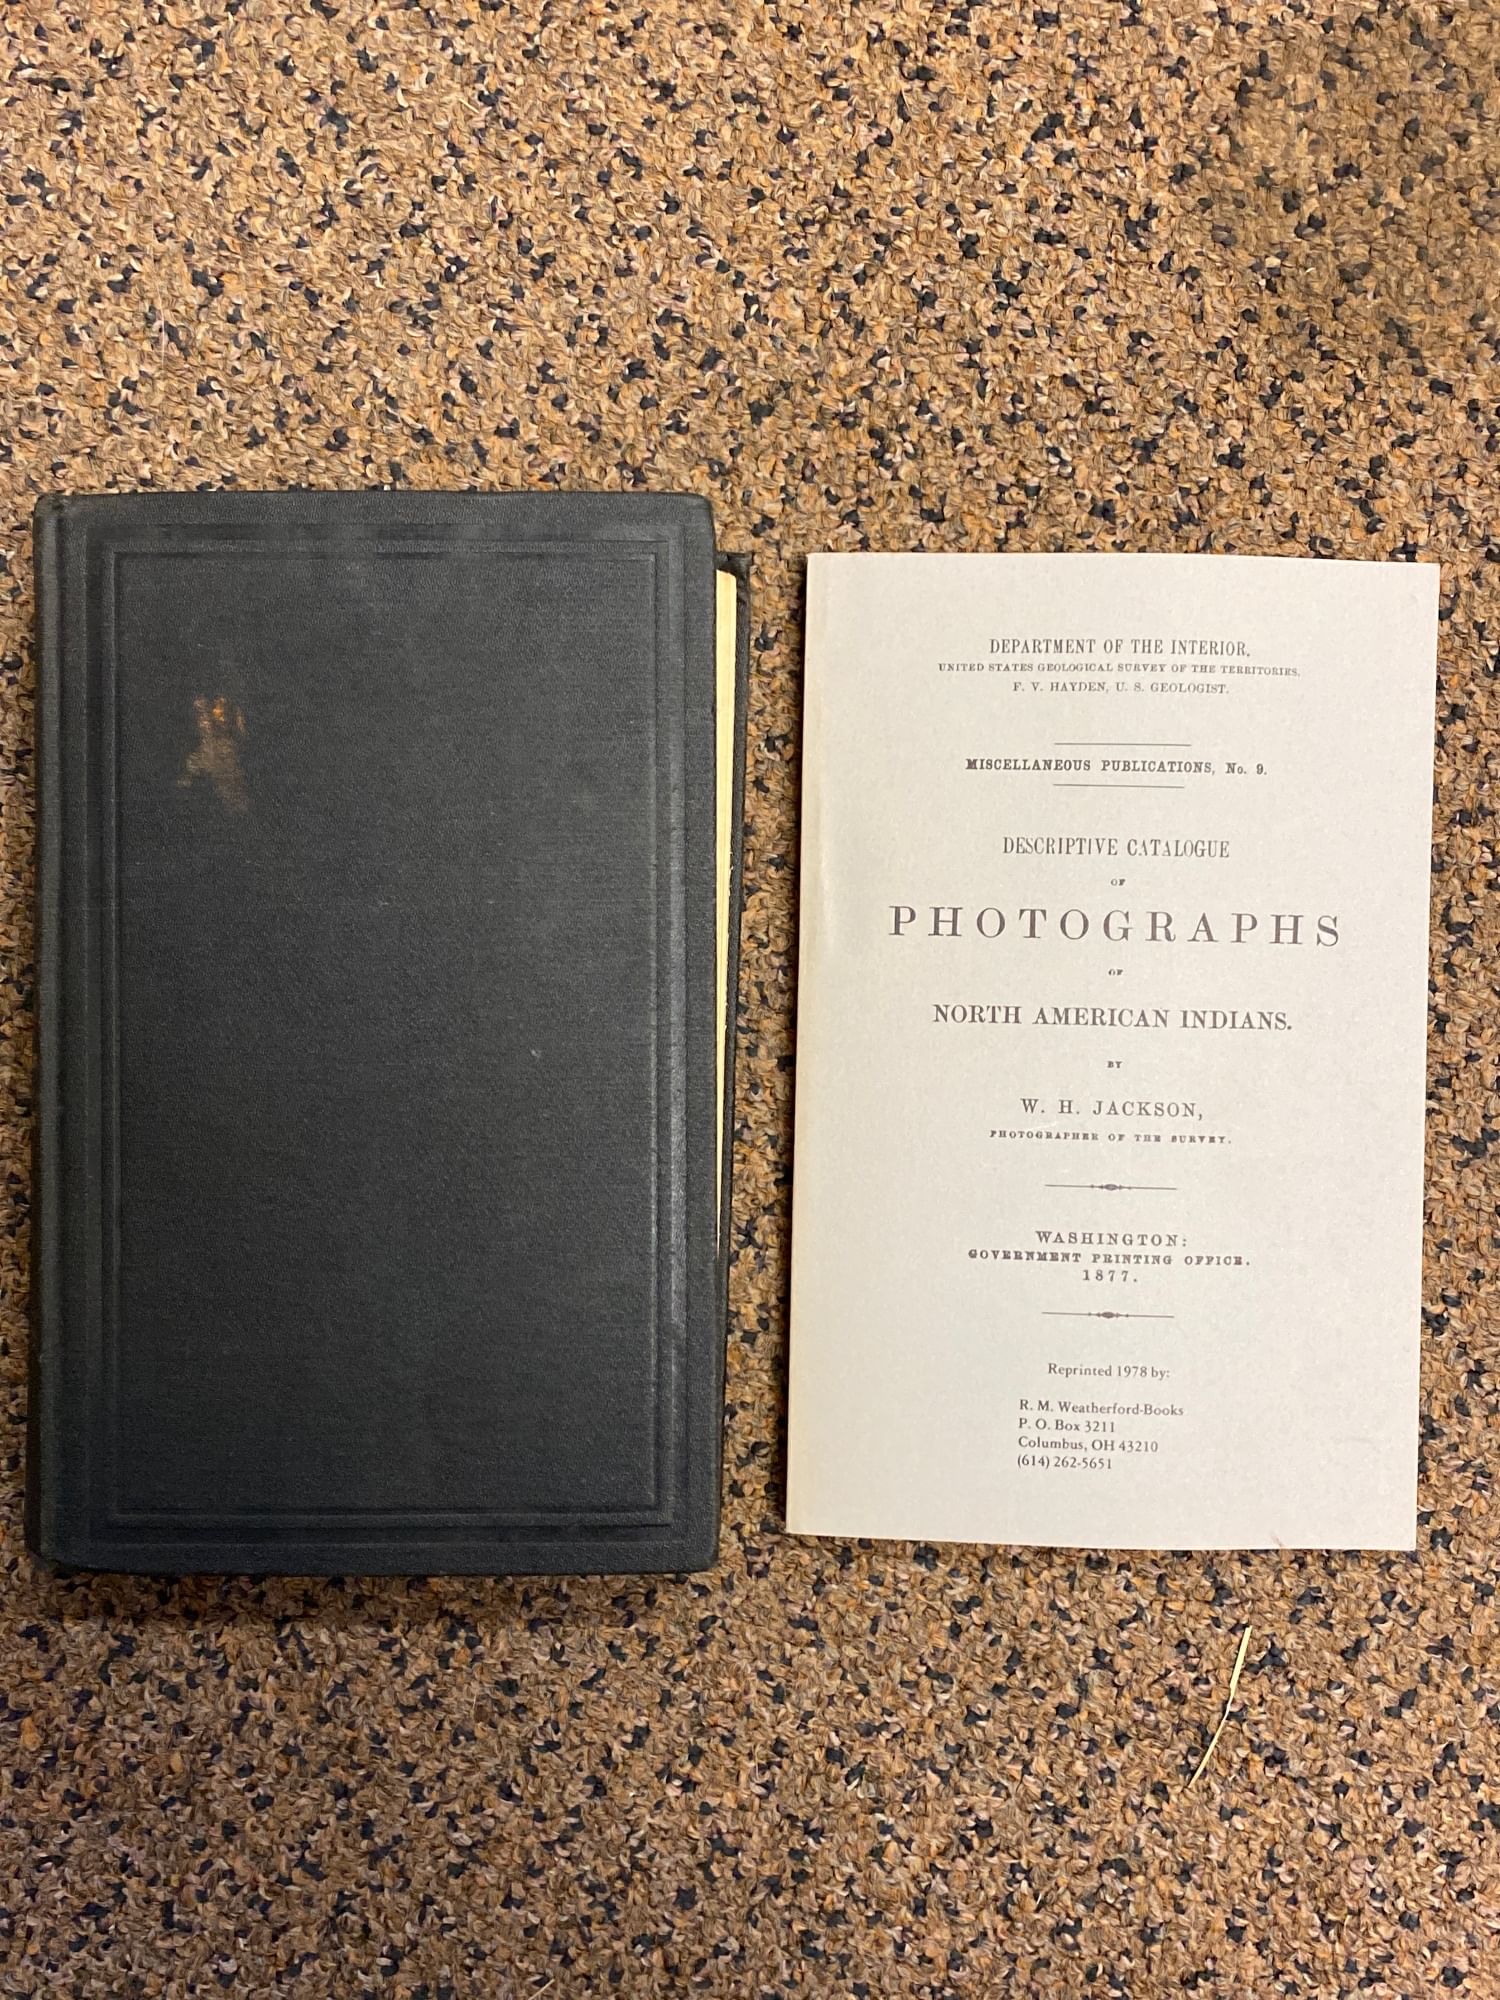 DEPARTMENT OF THE INTERIOR,
UNITED STATES GEOLOGICAL SURVEY OF THE TERRITORIES.
F. V. HAYDEN, U. S. GEOLOGIST.
MISCELLANEOUS PUBLICATIONS, No. 9.
DESCRIPTIVE CATALOGUE
OF
PHOTOGRAPHS
OF
NORTH AMERICAN INDIANS.
BY
W. H. JACKSON,
PHOTOGRAPHER OF THE SURVEY.
WASHINGTON:
GOVERNMENT PRINTING OFFICE.
1877.
Reprinted 1978 by:
R. M. Weatherford-Books
P. O. Box 3211
Columbus, OH 43210
(614) 262-5651